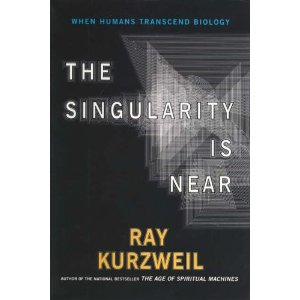 WHEN HUMANS TRANSCEND BIOLOGY
THE
SINGULARITY
IS
NEAR
RAY
KURZWEIL
AUTHOR OF THE NATIONAL BESTSELLER THE AGE OF SPIRITUAL MACHINES